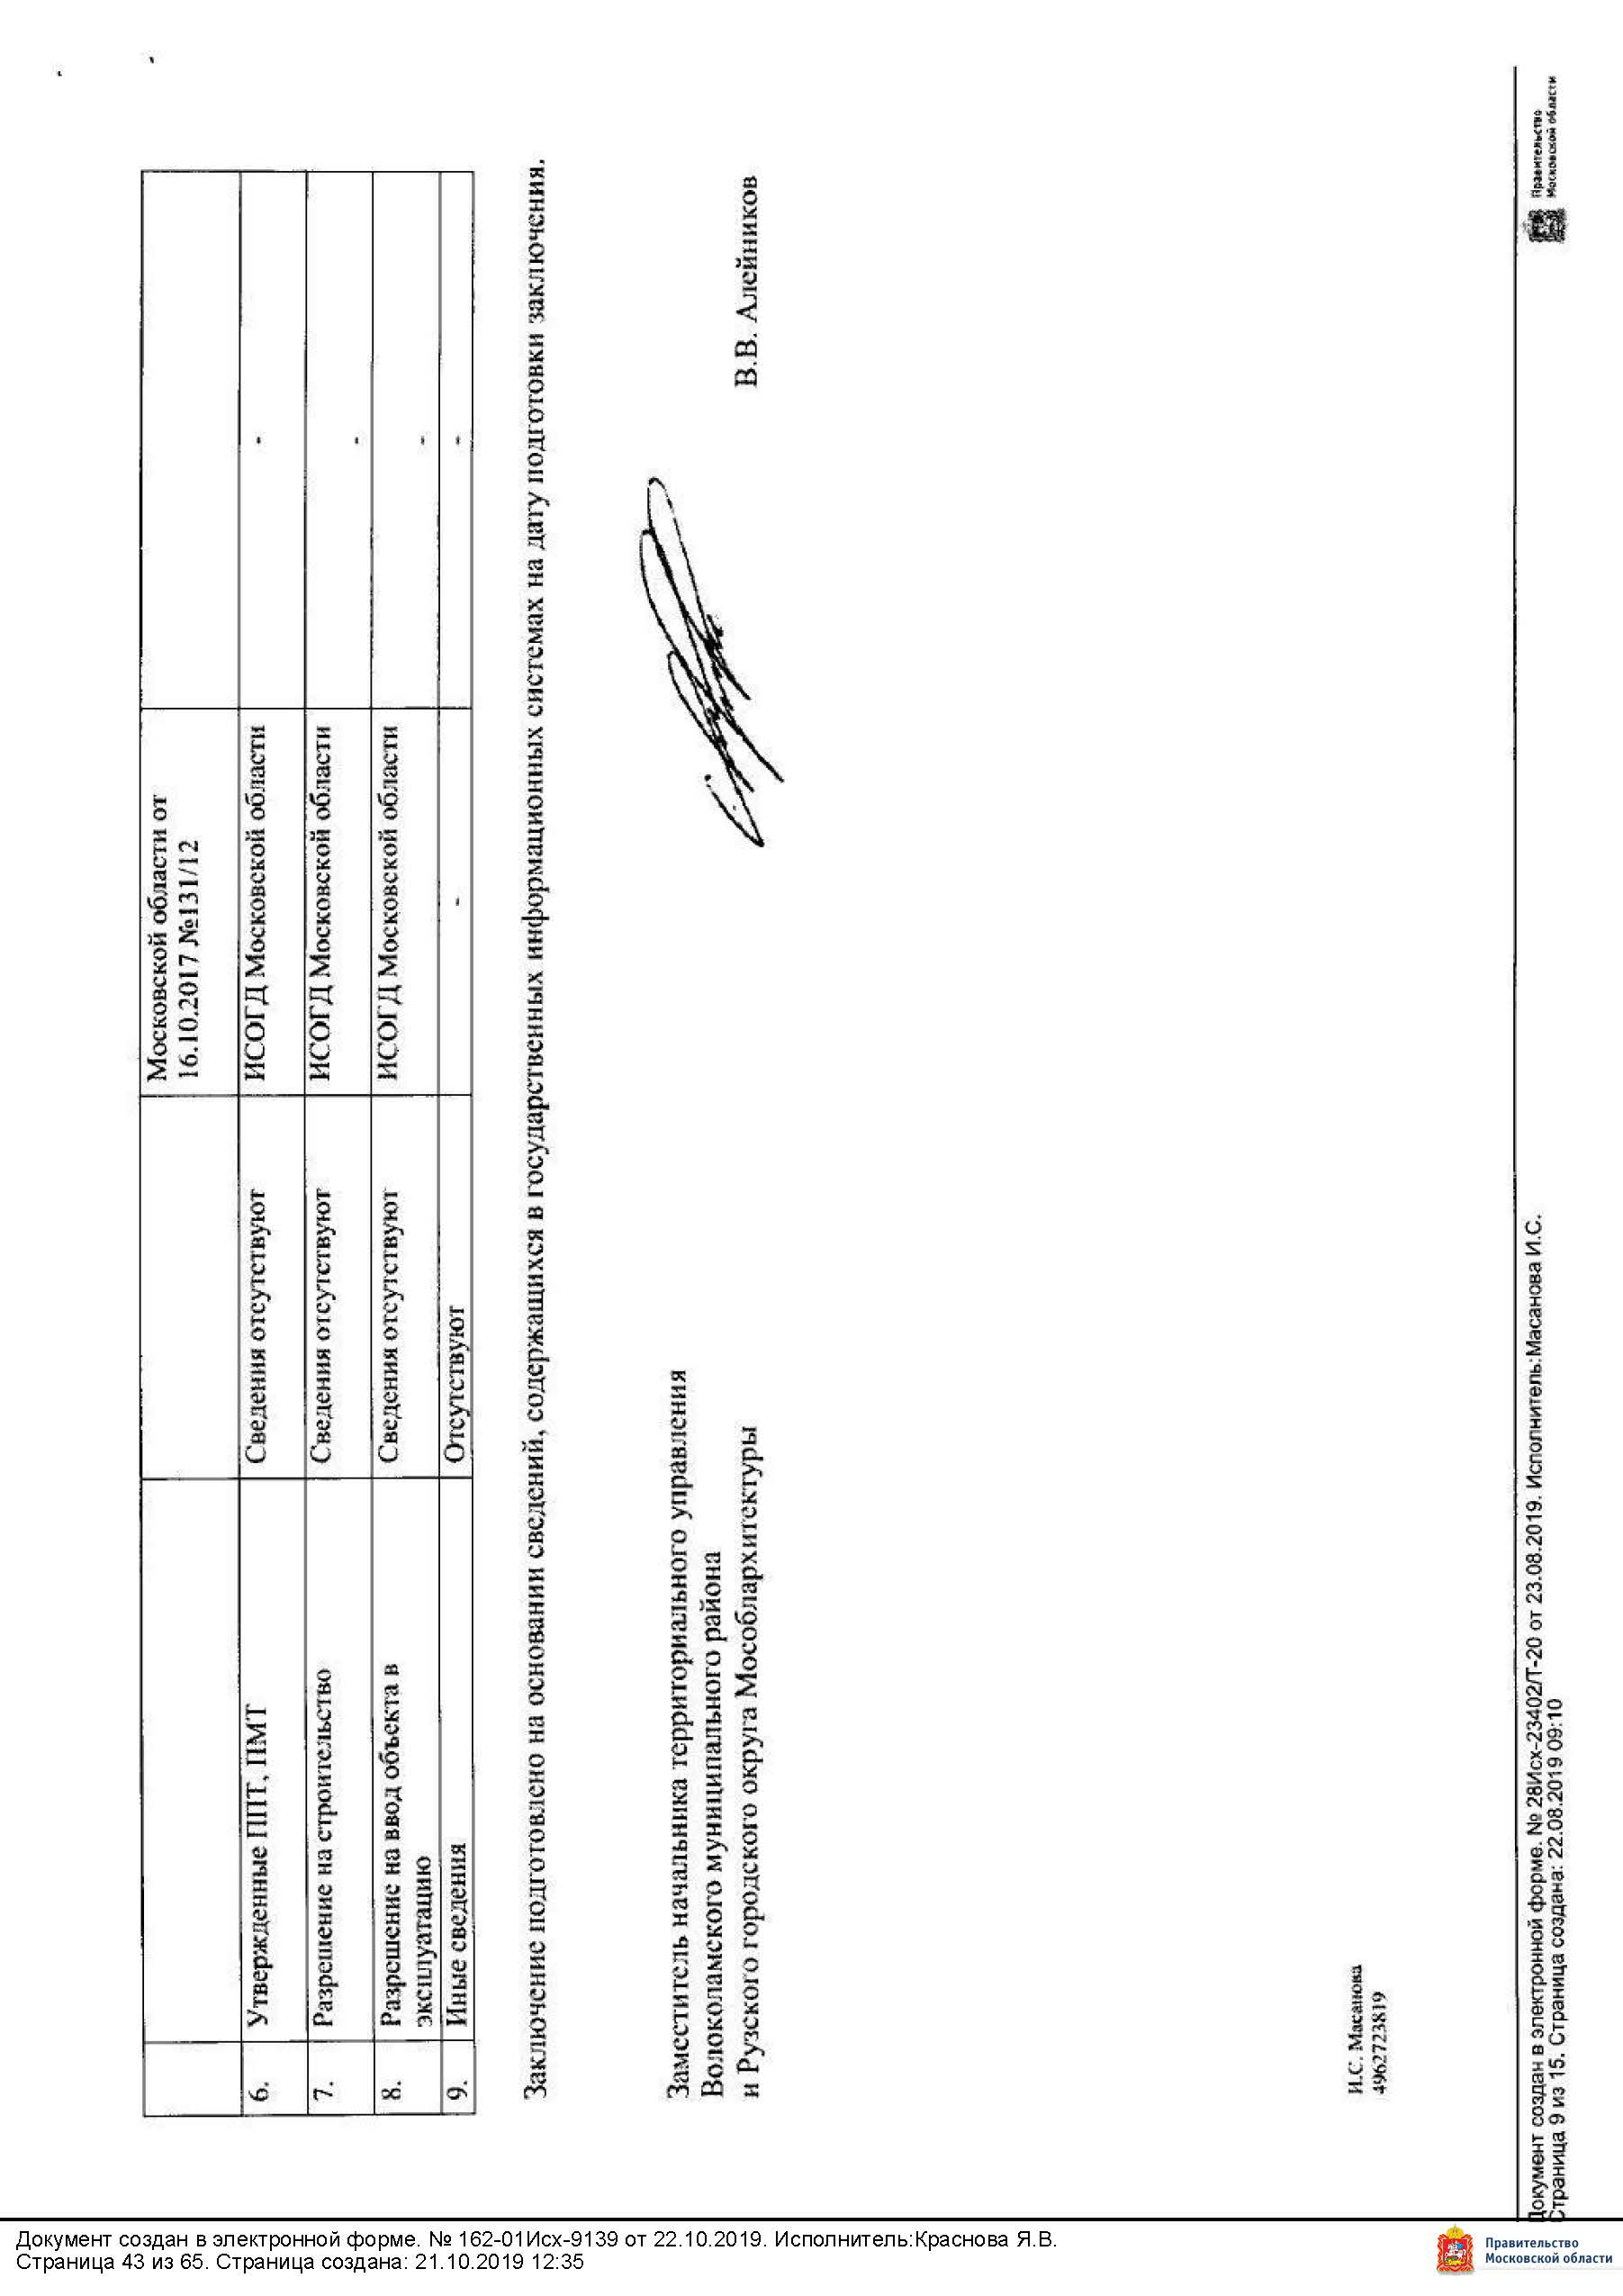 Московской области от
16.10.2017 №131/12
6. Утвержденные ППТ, ПМТ Сведения отсутствуют ИСОГД Московской области -
7. Разрешение на строительство Сведения отсутствуют ИСОГД Московской области -
8. Разрешение на ввод объекта в Сведения отсутствуют ИСОГД Московской области
эксплуатацию -
9. Иные сведения Отсутствуют - -
Заключение подготовлено на основании сведений, содержащихся в государственных информационных системах на дату подготовки заключения.
Заместитель начальника территориального управления
Волоколамского муниципального района
и Рузского городского округа Мособлархитектуры В.В. Алейников
И.С. Масанова
4962723819
Документ создан в электронной форме. № 28Исх-23402/Т-20 от 23.08.2019. Исполнитель:Масанова И.С.
Страница 9 из 15. Страница создана: 22.08.2019 09:10
Правительство
Московской области
Документ создан в электронной форме. № 162-01Исх-9139 от 22.10.2019. Исполнитель:Краснова Я.В.
Страница 43 из 65. Страница создана: 21.10.2019 12:35
Правительство
Московской области